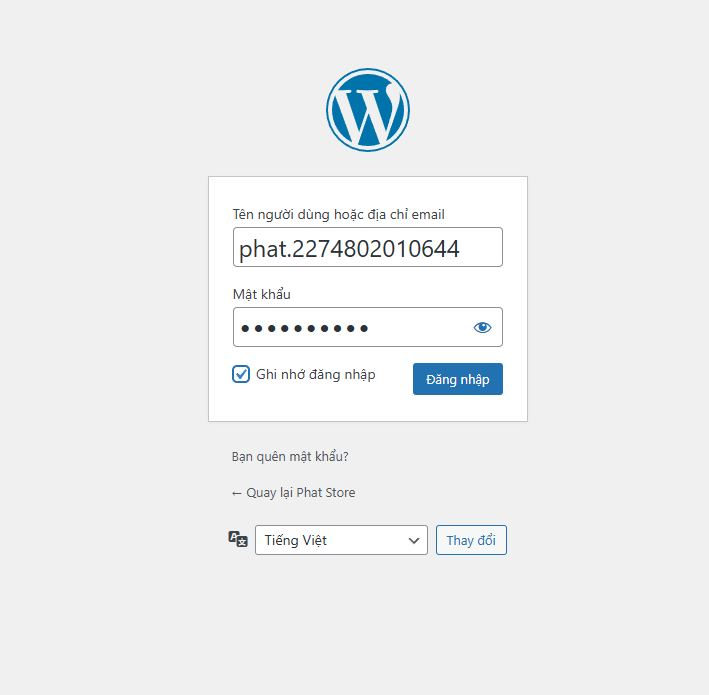 Tên người dùng hoặc địa chỉ email
phat.2274802010644
Mật khẩu
Ghi nhớ đăng nhập
Đăng nhập
Bạn quên mật khẩu?
← Quay lại Phat Store
Tiếng Việt
Thay đổi